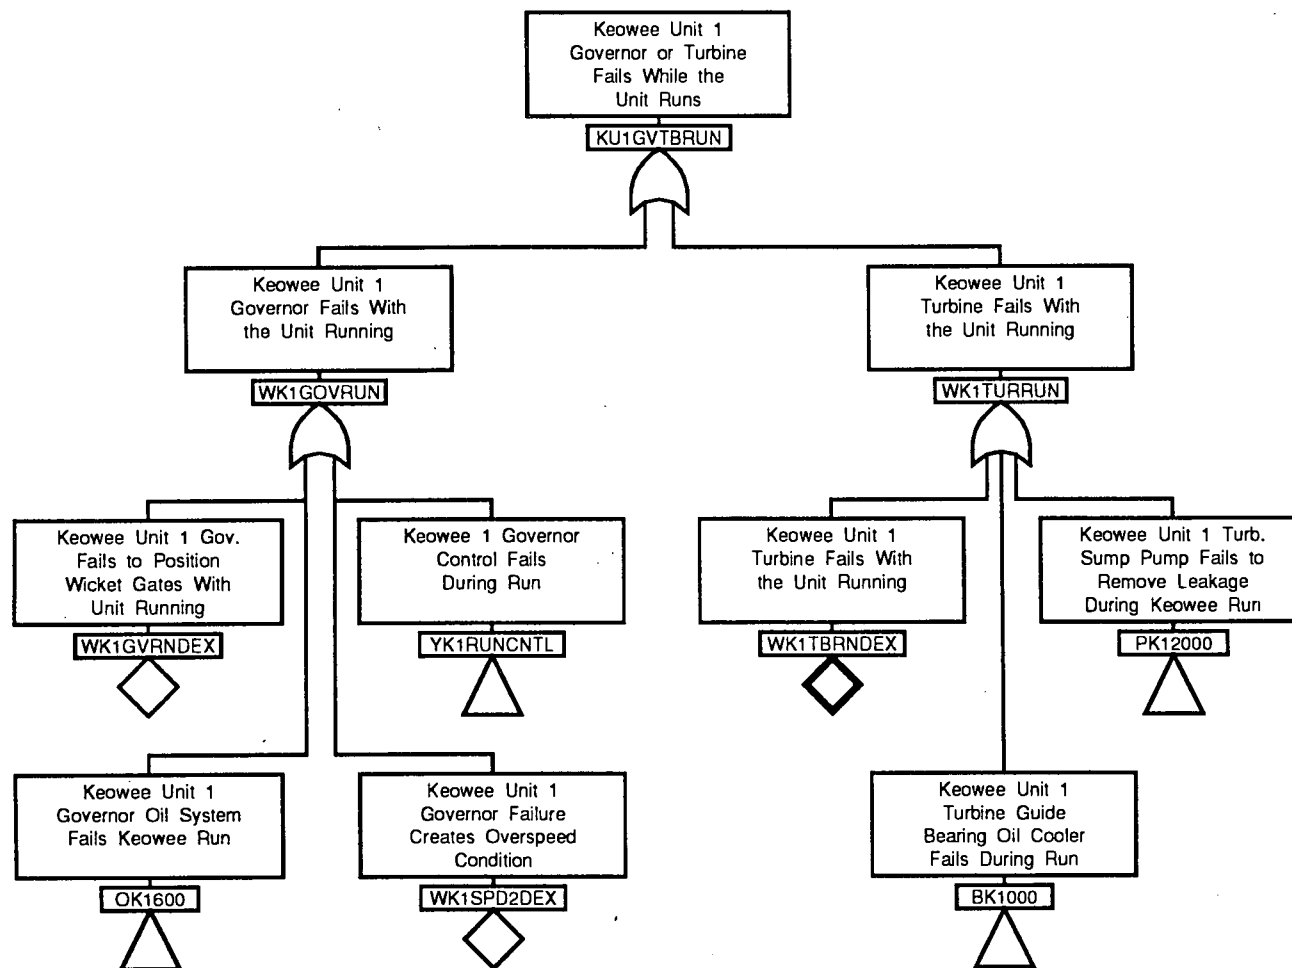 Keowee Unit 1
Governor or Turbine
Fails While the
Unit Runs
KU1GVTBRUN
Keowee Unit 1
Governor Fails With
the Unit Running
WK1GOVRUN
Keowee Unit 1
Turbine Fails With
the Unit Running
WK1TURRUN
Keowee Unit 1 Gov.
Fails to Position
Wicket Gates With
Unit Running
WK1GVRNDEX
Keowee 1 Governor
Control Fails
During Run
YK1RUNCNTL
Keowee Unit 1
Turbine Fails With
the Unit Running
WK1TBRNDEX
Keowee Unit 1 Turb.
Sump Pump Fails to
Remove Leakage
During Keowee Run
PK12000
Keowee Unit 1
Governor Oil System
Fails Keowee Run
OK1600
Keowee Unit 1
Governor Failure
Creates Overspeed
Condition
WK1SPD2DEX
Keowee Unit 1
Turbine Guide
Bearing Oil Cooler
Fails During Run
BK1000